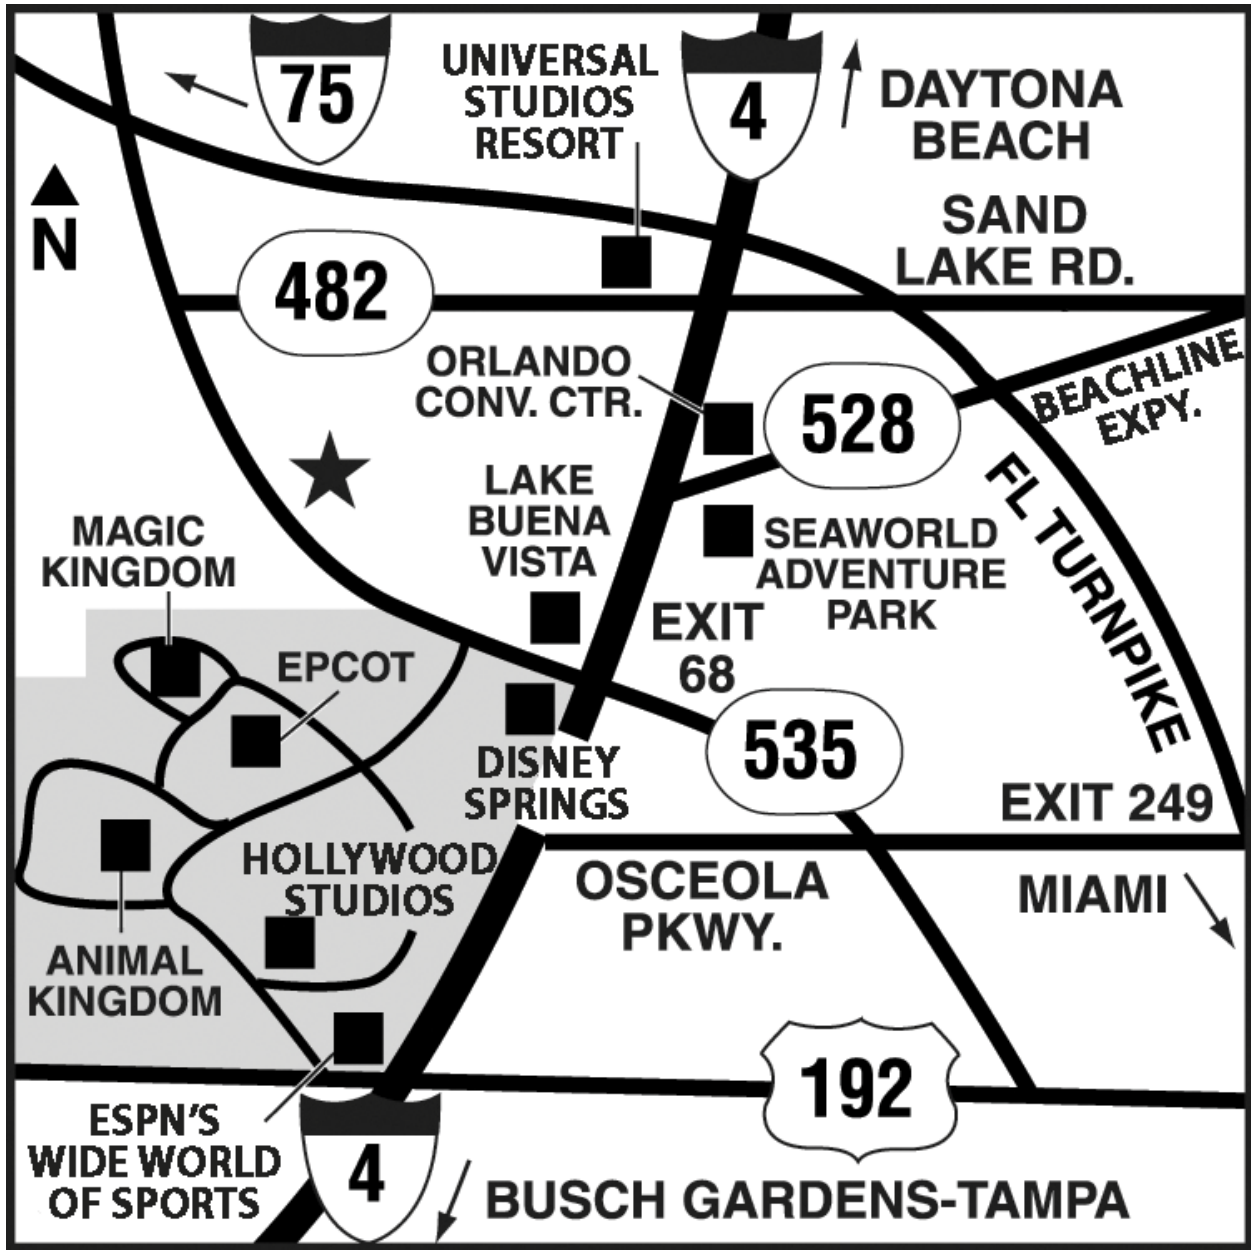 75
UNIVERSAL
STUDIOS
RESORT
4
DAYTONA
BEACH
N
SAND
LAKE RD.
482
ORLANDO
CONV. CTR.
528
BEACHLINE
EXPY.
FL TURNPIKE
LAKE
BUENA
VISTA
SEAWORLD
ADVENTURE
PARK
MAGIC
KINGDOM
EXIT
68
EPCOT
535
DISNEY
SPRINGS
EXIT 249
HOLLYWOOD
STUDIOS
OSCEOLA
PKWY.
MIAMI
ANIMAL
KINGDOM
192
ESPN'S
WIDE WORLD
OF SPORTS
4
BUSCH GARDENS-TAMPA